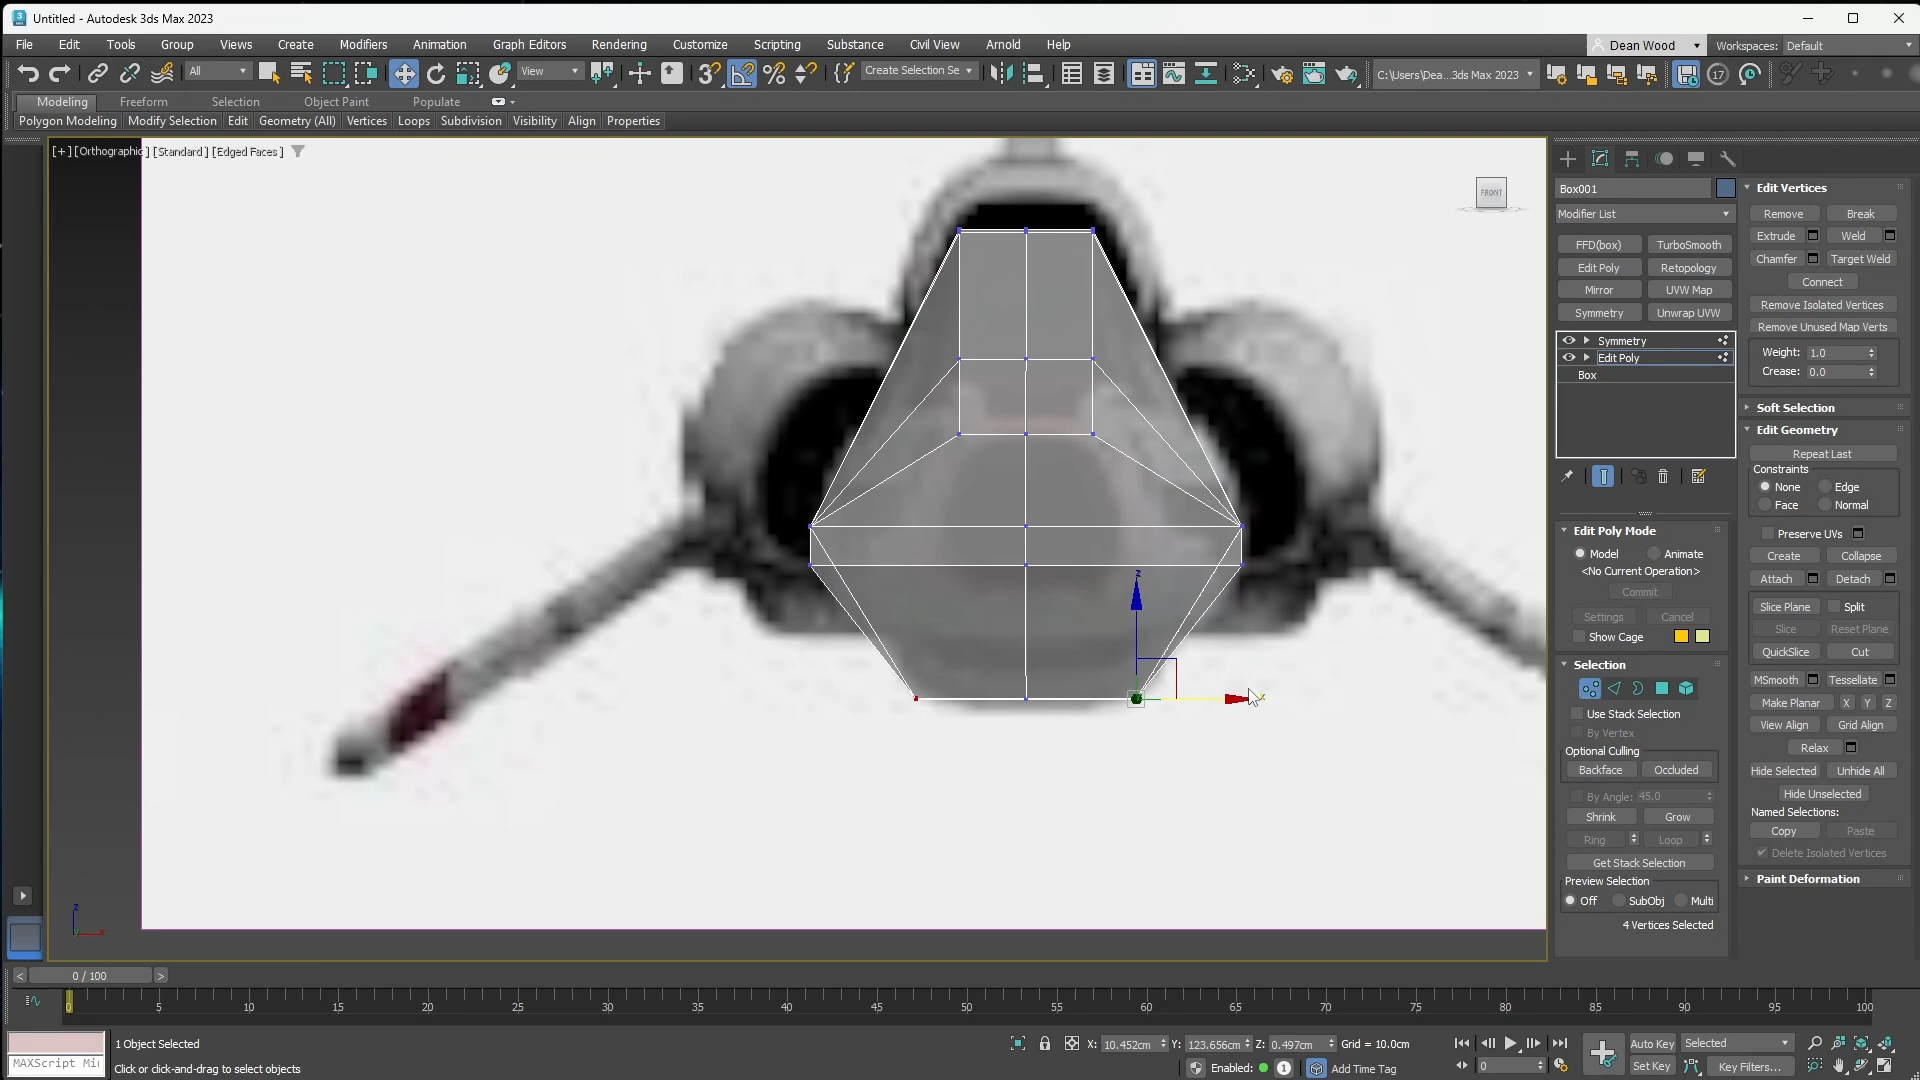 Untitled - Autodesk 3ds Max 2023
File Edit Tools Group Views Create Modifiers Animation Graph Editors Rendering Customize Scripting Substance Civil View Arnold Help
Dean Wood Workspaces: Default
All View Create Selection Se C:\Users\Dea...3ds Max 2023 17
Modeling Freeform Selection Object Paint Populate
Polygon Modeling Modify Selection Edit Geometry (All) Vertices Loops Subdivision Visibility Align Properties
[+] [Orthographic] [Standard] [Edged Faces]
FRONT
z
x
Box001
Modifier List
FFD(box) TurboSmooth
Edit Poly Retopology
Mirror UVW Map
Symmetry Unwrap UVW
Symmetry
Edit Poly
Box
Edit Poly Mode
Model Animate
<No Current Operation>
Commit
Settings Cancel
Show Cage
Selection
Use Stack Selection
By Vertex
Optional Culling
Backface Occluded
By Angle: 45.0
Shrink Grow
Ring Loop
Get Stack Selection
Preview Selection
Off SubObj Multi
4 Vertices Selected
Edit Vertices
Remove Break
Extrude Weld
Chamfer Target Weld
Connect
Remove Isolated Vertices
Remove Unused Map Verts
Weight: 1.0
Crease: 0.0
Soft Selection
Edit Geometry
Repeat Last
Constraints
None Edge
Face Normal
Preserve UVs
Create Collapse
Attach Detach
Slice Plane Split
Slice Reset Plane
QuickSlice Cut
MSmooth Tessellate
Make Planar X Y Z
View Align Grid Align
Relax
Hide Selected Unhide All
Hide Unselected
Named Selections:
Copy Paste
Delete Isolated Vertices
Paint Deformation
< 0 / 100 >
0 5 10 15 20 25 30 35 40 45 50 55 60 65 70 75 80 85 90 95 100
MAXScript Mi
1 Object Selected
Click or click-and-drag to select objects
X: 10.452cm Y: 123.656cm Z: 0.497cm Grid = 10.0cm
Enabled: 1 Add Time Tag
0
Auto Key Selected
Set Key Key Filters...